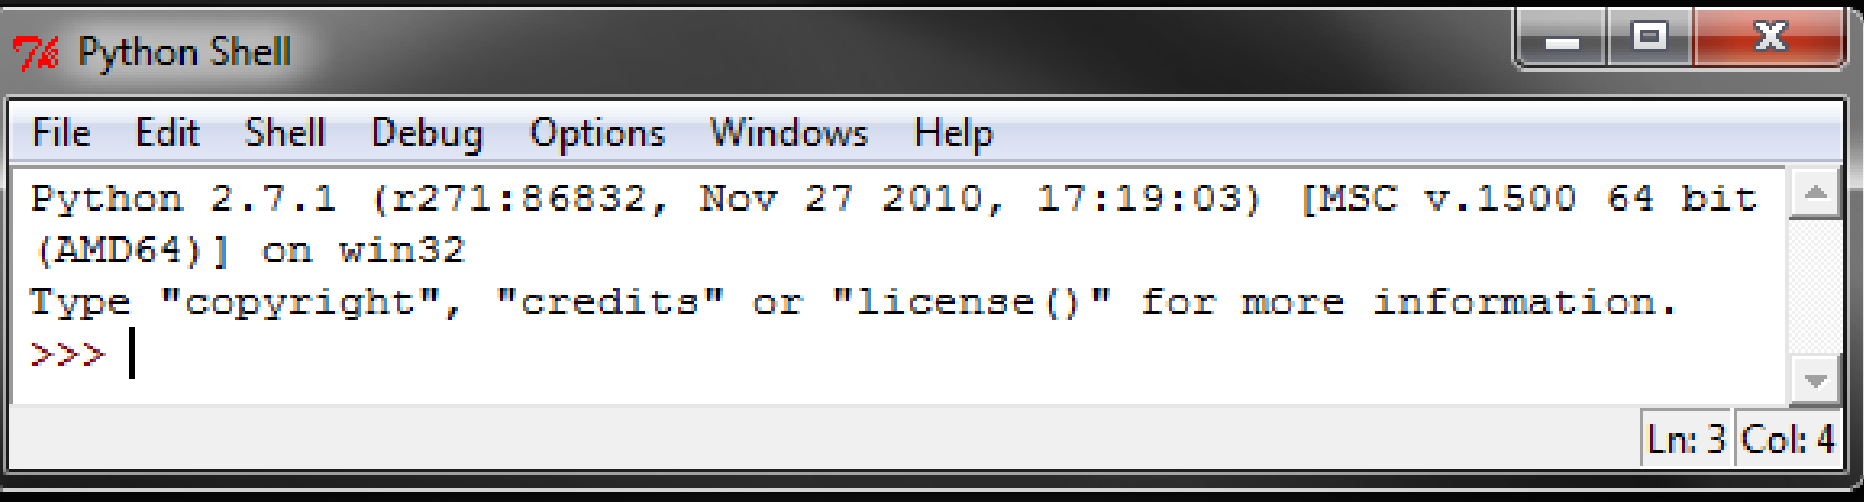 Python Shell
File Edit Shell Debug Options Windows Help
Python 2.7.1 (r271:86832, Nov 27 2010, 17:19:03) [MSC v.1500 64 bit
(AMD64)] on win32
Type "copyright", "credits" or "license()" for more information.
>>>
Ln: 3 Col: 4